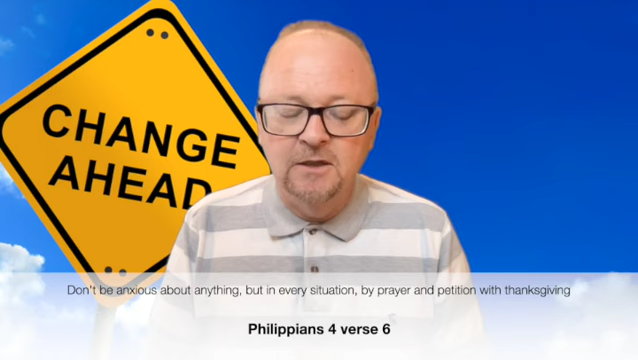 CHANGE
AHEAD
Don't be anxious about anything, but in every situation, by prayer and petition with thanksgiving
Philippians 4 verse 6